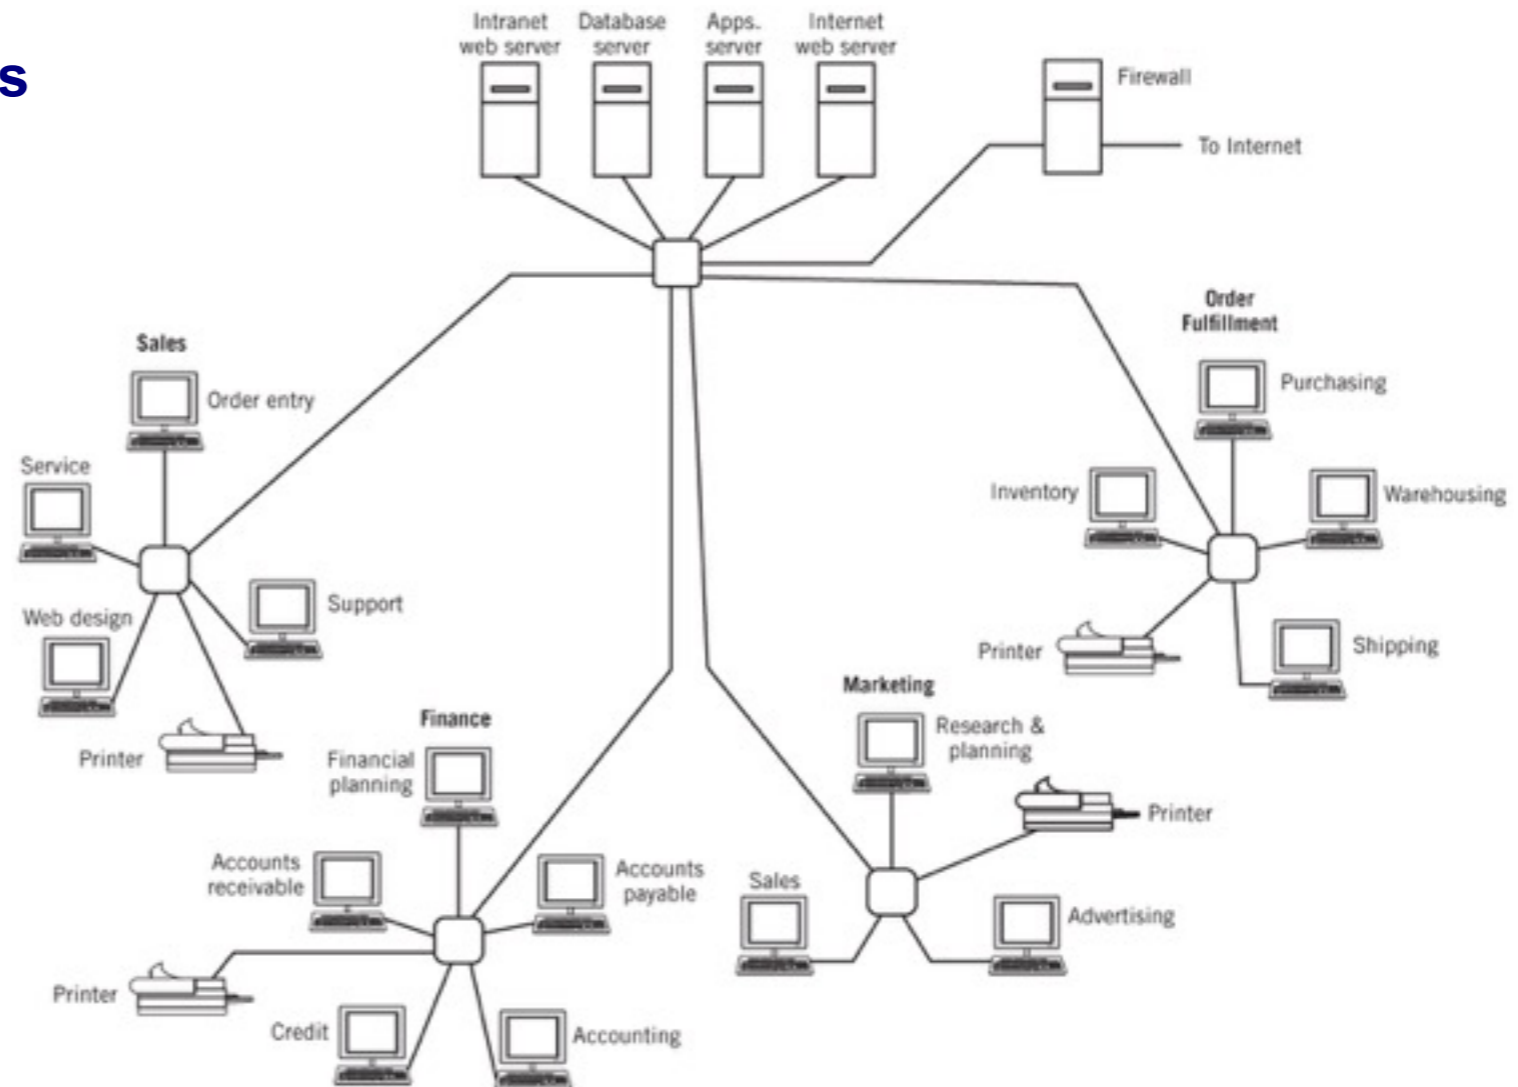 s
Intranet
web server
Database
server
Apps.
server
Internet
web server
Firewall
To Internet
Order
Fulfillment
Purchasing
Inventory
Warehousing
Printer
Shipping
Sales
Order entry
Service
Support
Web design
Printer
Finance
Financial
planning
Accounts
receivable
Accounts
payable
Printer
Credit
Accounting
Marketing
Research &
planning
Printer
Sales
Advertising